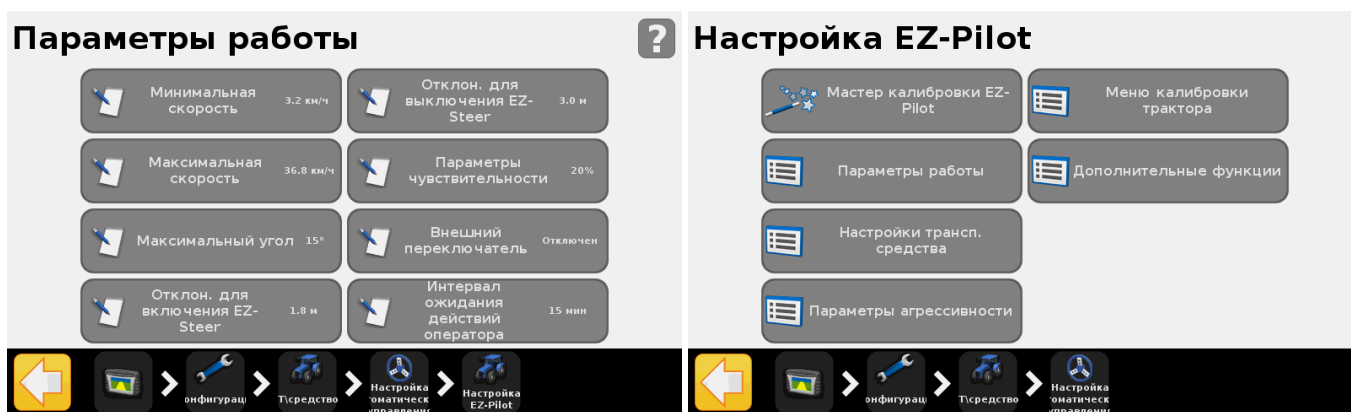 Параметры работы
?
Минимальная
скорость
3.2 км/ч
Отклон. для
выключения EZ-
Steer
3.0 м
Максимальная
скорость
36.8 км/ч
Параметры
чувствительности
20%
Максимальный угол
15°
Внешний
переключатель
Отключен
Отклон. для
включения EZ-
Steer
1.8 м
Интервал
ожидания
действий
оператора
15 мин
онфигурац
Т\средство
Настройка
томатическ
управления
Настройка
EZ-Pilot
Настройка EZ-Pilot
Мастер калибровки EZ-
Pilot
Меню калибровки
трактора
Параметры работы
Дополнительные функции
Настройки трансп.
средства
Параметры агрессивности
онфигурац
Т\средство
Настройка
томатическ
управления